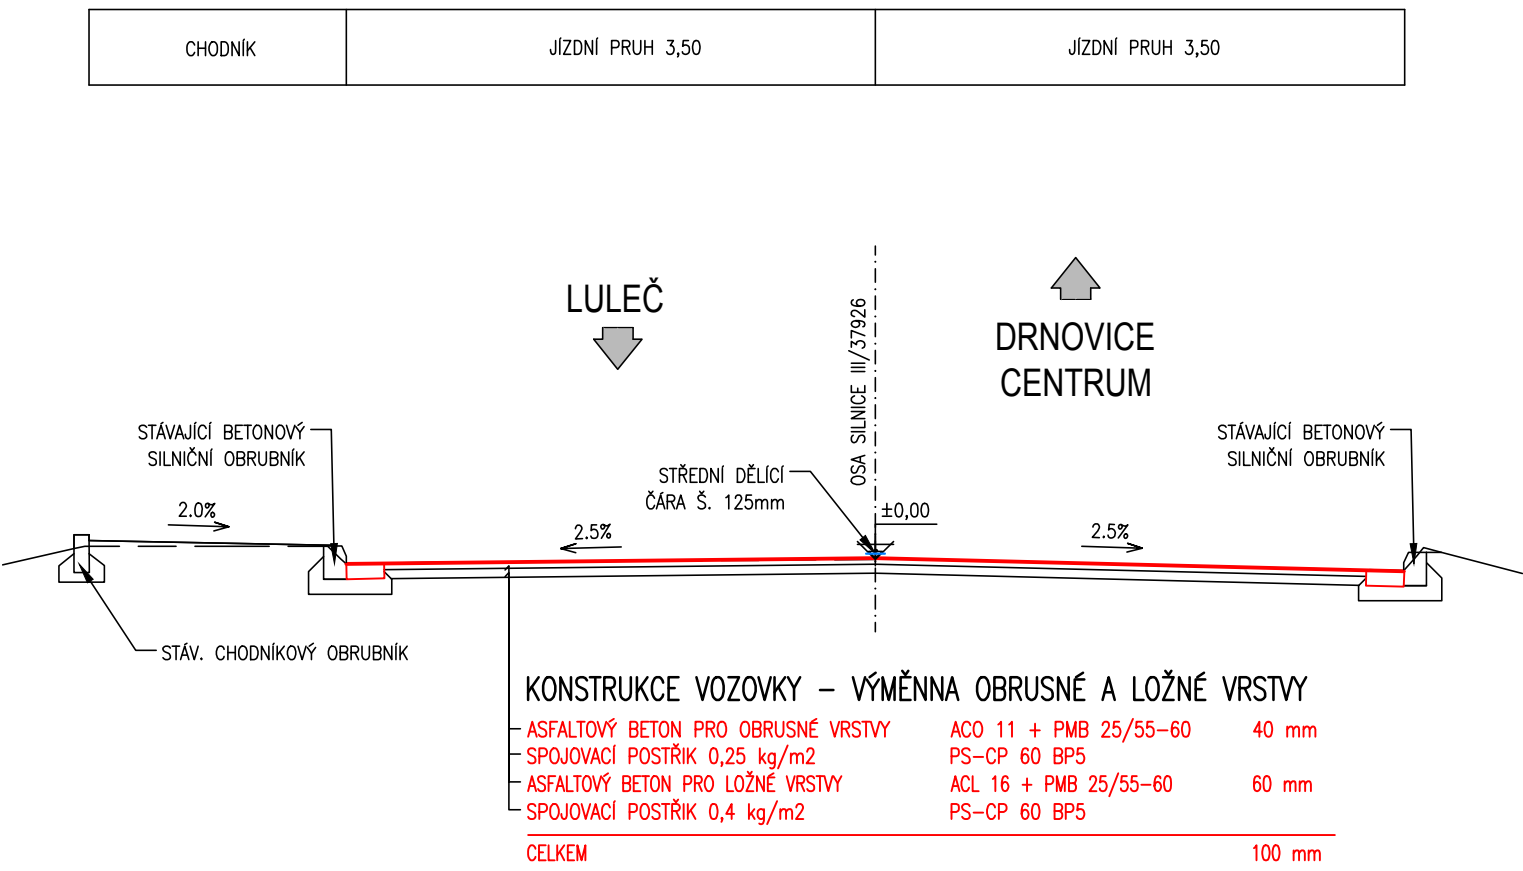 CHODNÍK
JÍZDNÍ PRUH 3,50
JÍZDNÍ PRUH 3,50
LULEČ
OSA SILNICE III/37926
DRNOVICE
CENTRUM
STÁVAJÍCÍ BETONOVÝ
SILNIČNÍ OBRUBNÍK
STŘEDNÍ DĚLÍCÍ
ČÁRA Š. 125mm
STÁVAJÍCÍ BETONOVÝ
SILNIČNÍ OBRUBNÍK
2.0%
2.5%
±0,00
2.5%
STÁV. CHODNÍKOVÝ OBRUBNÍK
KONSTRUKCE VOZOVKY – VÝMĚNNA OBRUSNÉ A LOŽNÉ VRSTVY
ASFALTOVÝ BETON PRO OBRUSNÉ VRSTVY ACO 11 + PMB 25/55–60 40 mm
SPOJOVACÍ POSTŘIK 0,25 kg/m2 PS–CP 60 BP5
ASFALTOVÝ BETON PRO LOŽNÉ VRSTVY ACL 16 + PMB 25/55–60 60 mm
SPOJOVACÍ POSTŘIK 0,4 kg/m2 PS–CP 60 BP5
CELKEM 100 mm